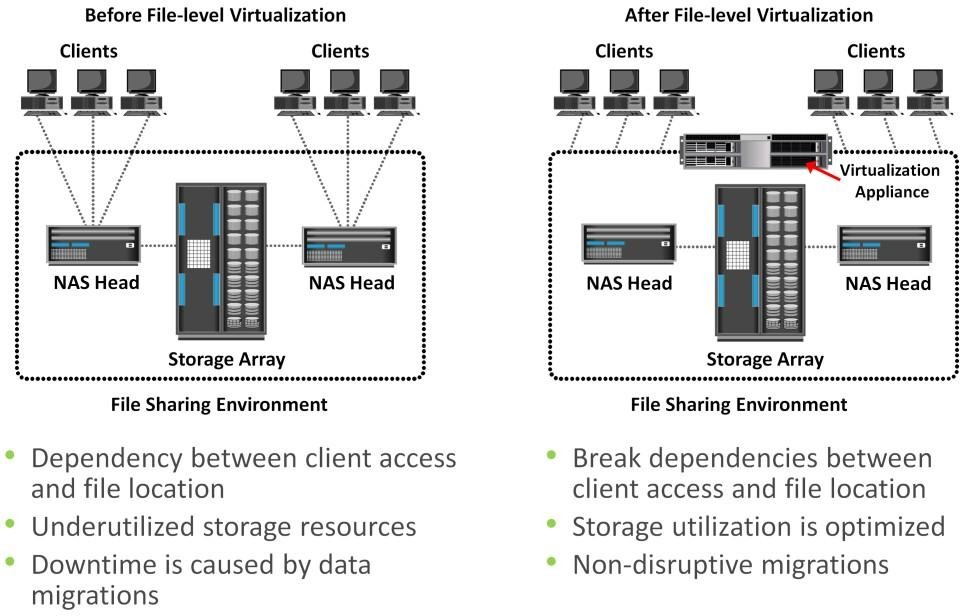 Before File-level Virtualization
Clients
Clients
NAS Head
NAS Head
Storage Array
File Sharing Environment
• Dependency between client access
and file location
• Underutilized storage resources
• Downtime is caused by data
migrations
After File-level Virtualization
Clients
Clients
Virtualization
Appliance
NAS Head
NAS Head
Storage Array
File Sharing Environment
• Break dependencies between
client access and file location
• Storage utilization is optimized
• Non-disruptive migrations